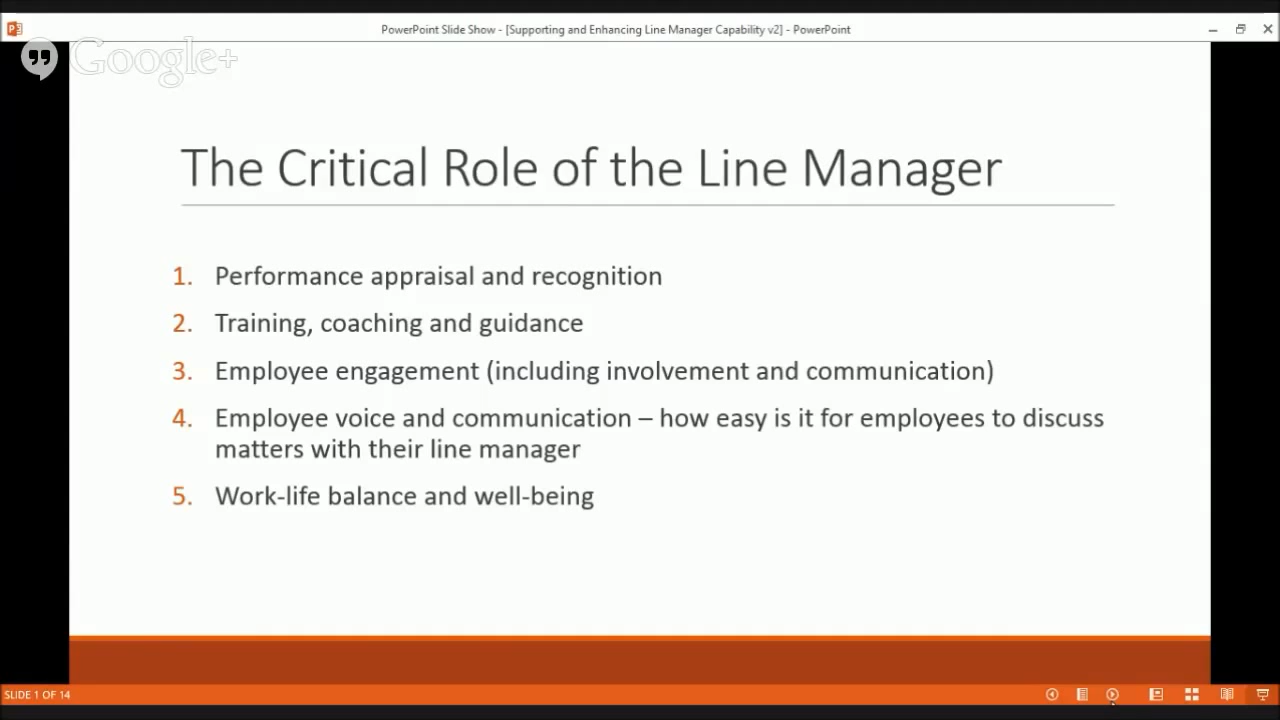 PowerPoint Slide Show - [Supporting and Enhancing Line Manager Capability v2] - PowerPoint
Google+
The Critical Role of the Line Manager
1. Performance appraisal and recognition
2. Training, coaching and guidance
3. Employee engagement (including involvement and communication)
4. Employee voice and communication – how easy is it for employees to discuss
matters with their line manager
5. Work-life balance and well-being
SLIDE 1 OF 14